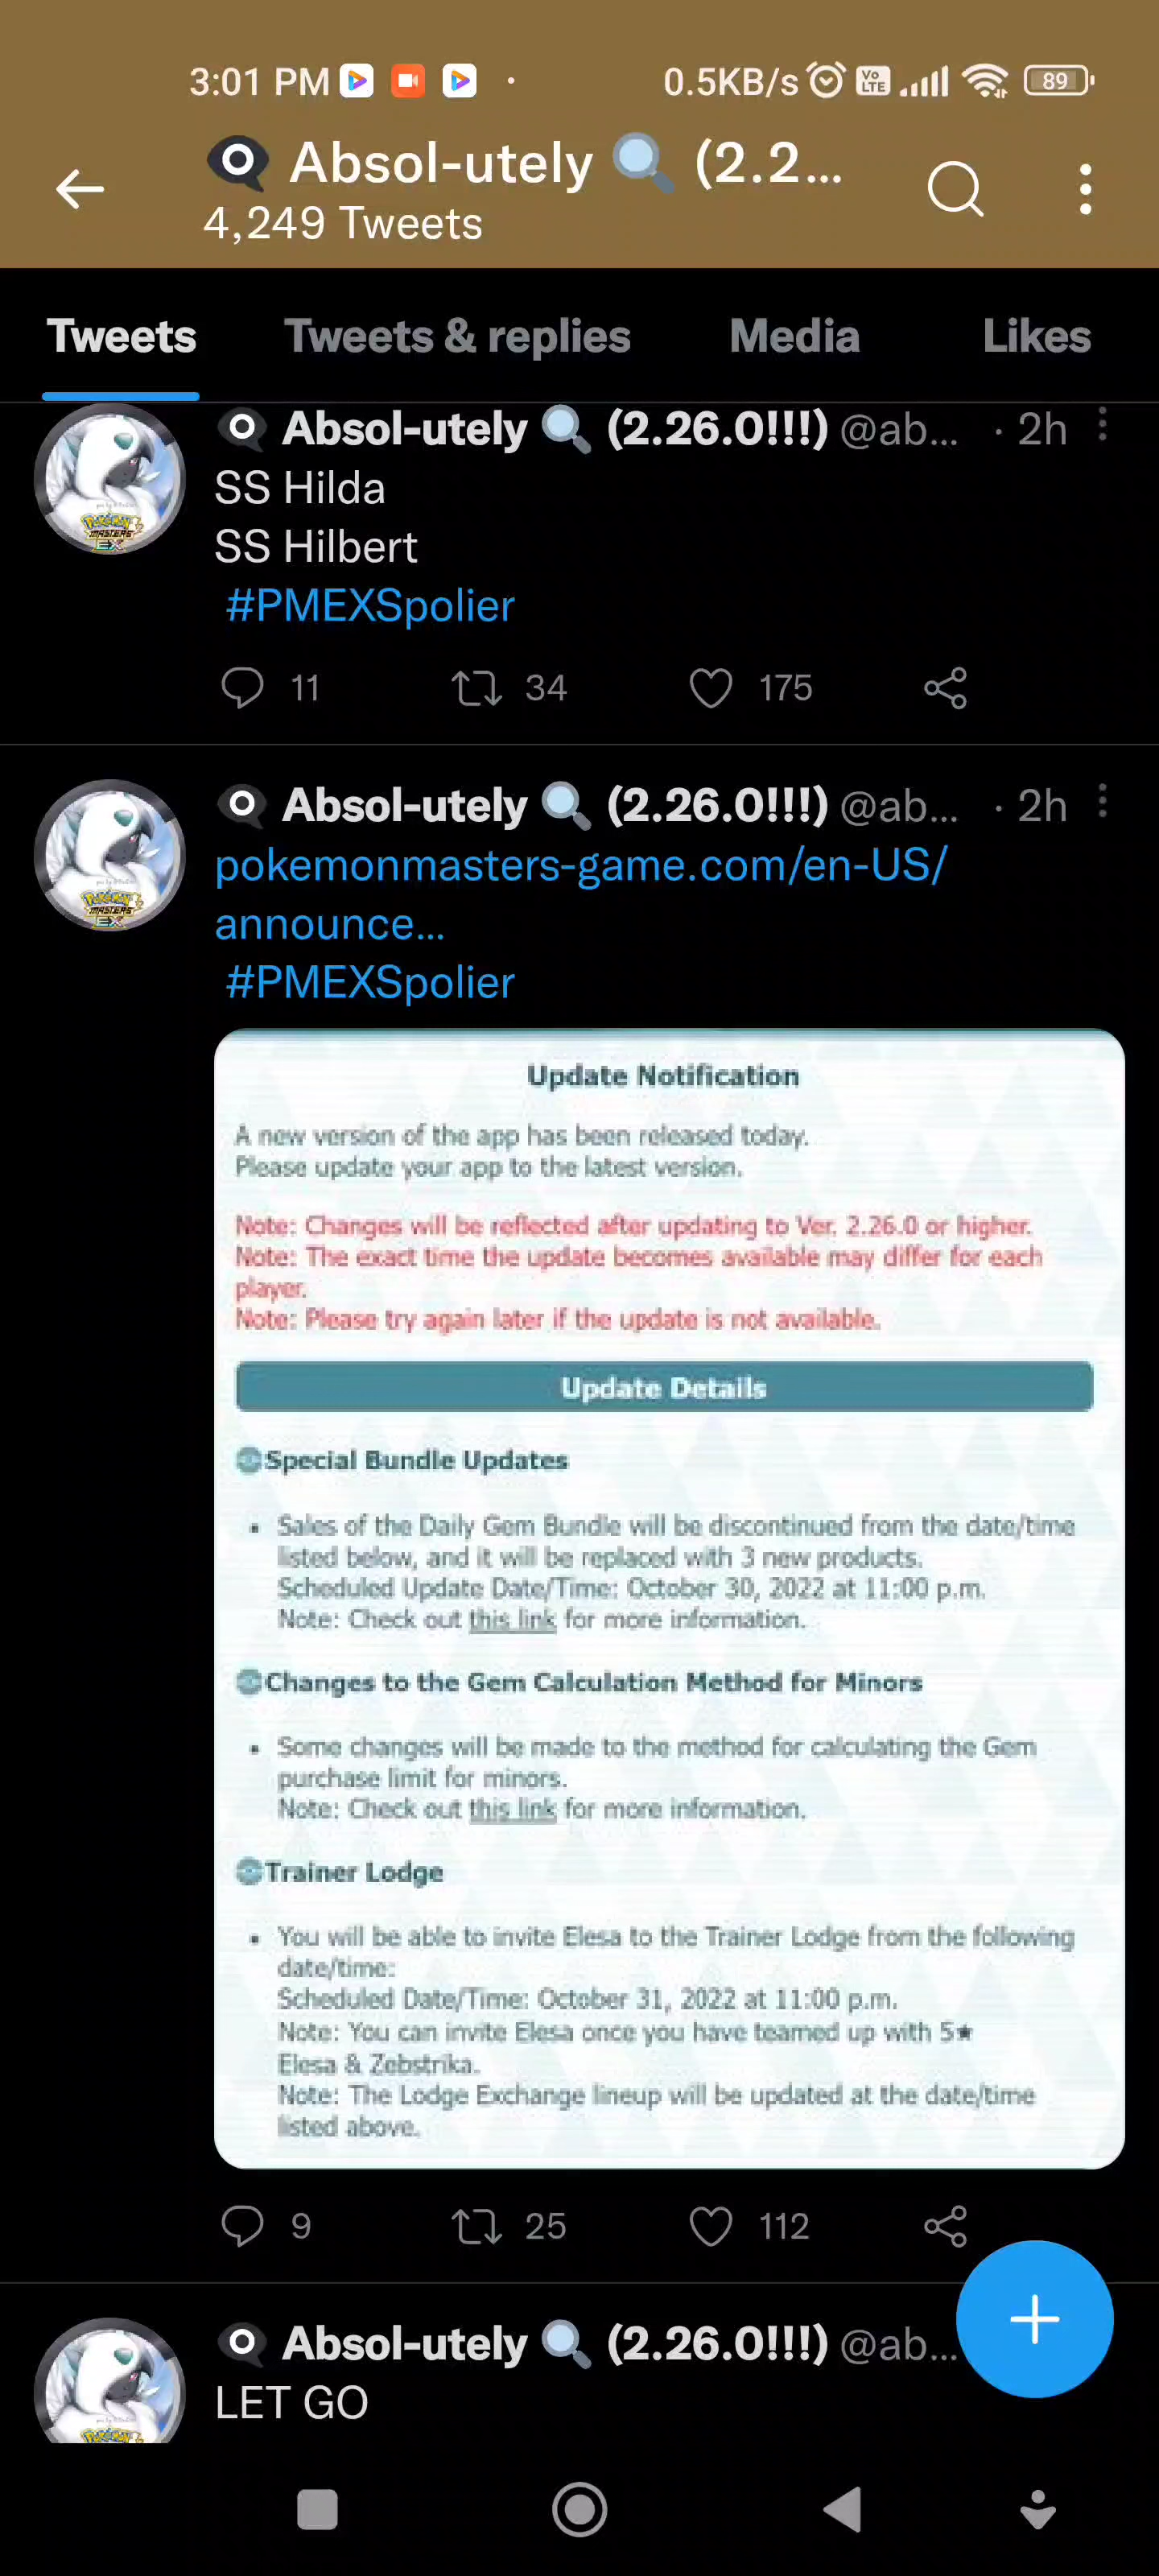 3:01 PM
0.5KB/s Vo LTE 89
Absol-utely (2.2...
4,249 Tweets
Tweets Tweets & replies Media Likes
Absol-utely (2.26.0!!!) @ab... · 2h
SS Hilda
SS Hilbert
#PMEXSpolier
11 34 175
Absol-utely (2.26.0!!!) @ab... · 2h
pokemonmasters-game.com/en-US/
announce...
#PMEXSpolier
Update Notification
A new version of the app has been released today.
Please update your app to the latest version.
Note: Changes will be reflected after updating to Ver. 2.26.0 or higher.
Note: The exact time the update becomes available may differ for each
player.
Note: Please try again later if the update is not available.
Update Details
Special Bundle Updates
• Sales of the Daily Gem Bundle will be discontinued from the date/time
listed below, and it will be replaced with 3 new products.
Scheduled Update Date/Time: October 30, 2022 at 11:00 p.m.
Note: Check out this link for more information.
Changes to the Gem Calculation Method for Minors
• Some changes will be made to the method for calculating the Gem
purchase limit for minors.
Note: Check out this link for more information.
Trainer Lodge
• You will be able to invite Elesa to the Trainer Lodge from the following
date/time:
Scheduled Date/Time: October 31, 2022 at 11:00 p.m.
Note: You can invite Elesa once you have teamed up with 5★
Elesa & Zebstrika.
Note: The Lodge Exchange lineup will be updated at the date/time
listed above.
9 25 112
Absol-utely (2.26.0!!!) @ab...
LET GO